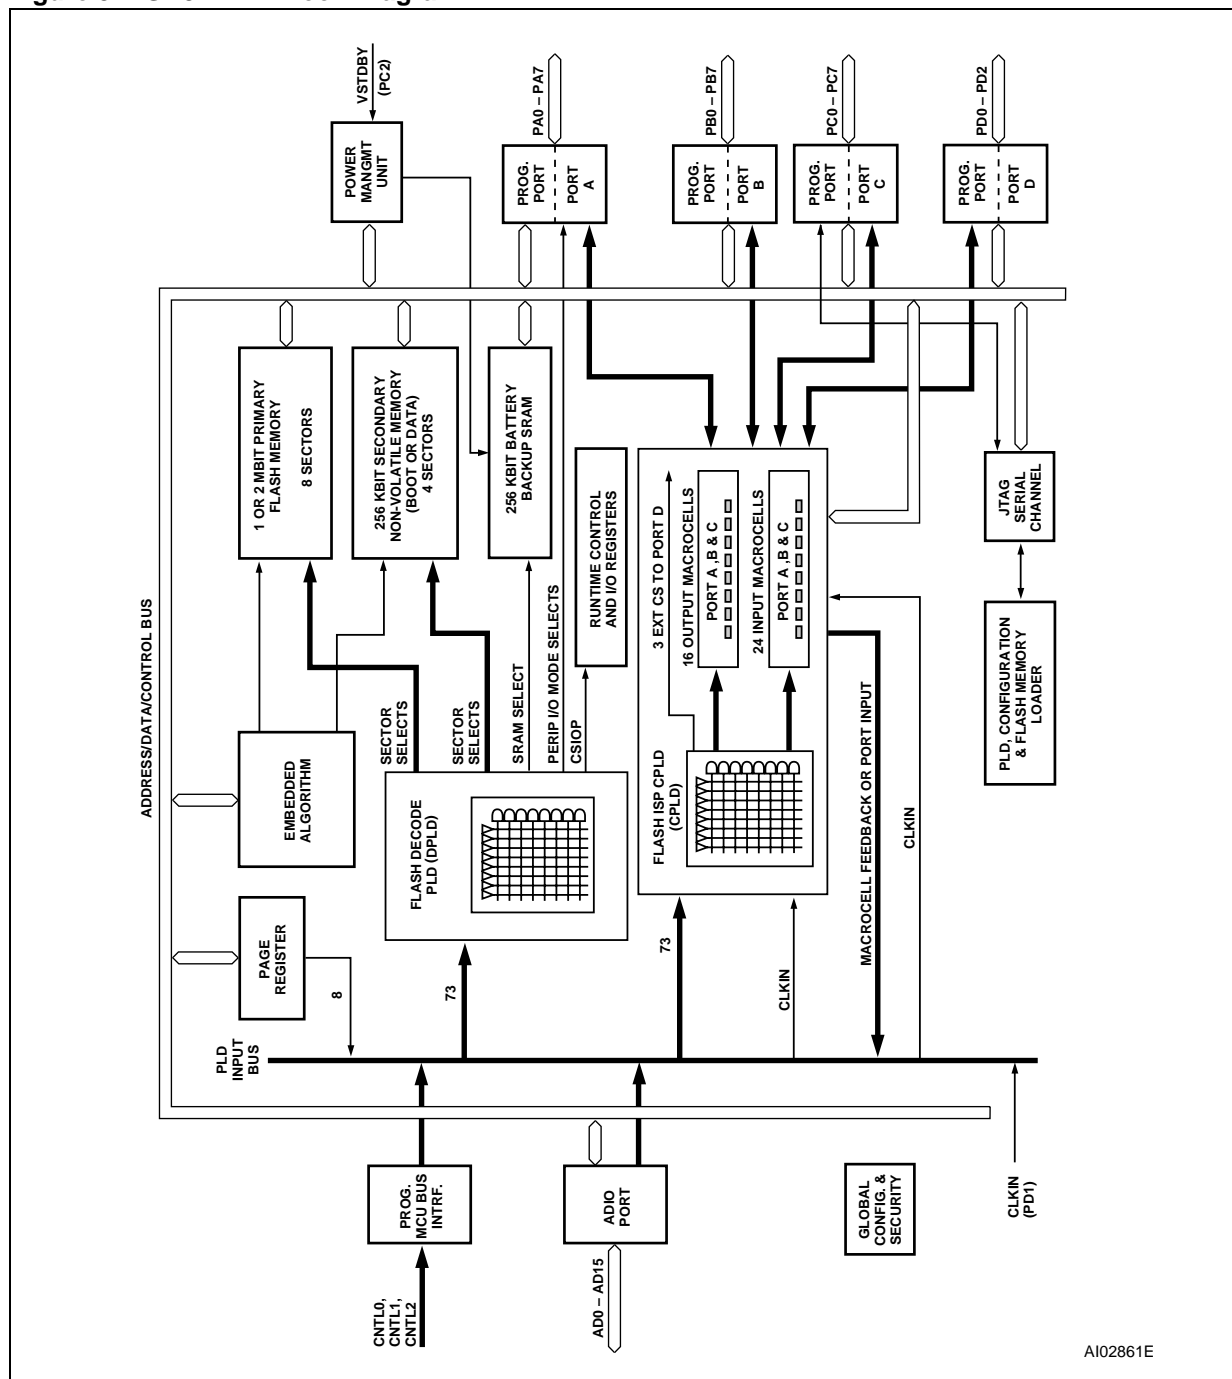 VSTDBY
(PC2)
PA0 – PA7
PB0 – PB7
PC0 – PC7
PD0 – PD2
POWER
MANGMT
UNIT
PROG.
PORT
PORT
A
PROG.
PORT
PORT
B
PROG.
PORT
PORT
C
PROG.
PORT
PORT
D
ADDRESS/DATA/CONTROL BUS
1 OR 2 MBIT PRIMARY
FLASH MEMORY
8 SECTORS
256 KBIT SECONDARY
NON-VOLATILE MEMORY
(BOOT OR DATA)
4 SECTORS
256 KBIT BATTERY
BACKUP SRAM
RUNTIME CONTROL
AND I/O REGISTERS
3 EXT CS TO PORT D
16 OUTPUT MACROCELLS
PORT A ,B & C
24 INPUT MACROCELLS
PORT A ,B & C
JTAG
SERIAL
CHANNEL
PLD, CONFIGURATION
& FLASH MEMORY
LOADER
SECTOR
SELECTS
SECTOR
SELECTS
SRAM SELECT
PERIP I/O MODE SELECTS
CSIOP
EMBEDDED
ALGORITHM
FLASH DECODE
PLD (DPLD)
FLASH ISP CPLD
(CPLD)
MACROCELL FEEDBACK OR PORT INPUT
CLKIN
PAGE
REGISTER
8
73
73
CLKIN
PLD
INPUT
BUS
PROG.
MCU BUS
INTRF.
ADIO
PORT
GLOBAL
CONFIG. &
SECURITY
CLKIN
(PD1)
CNTL0,
CNTL1,
CNTL2
AD0 – AD15
AI02861E